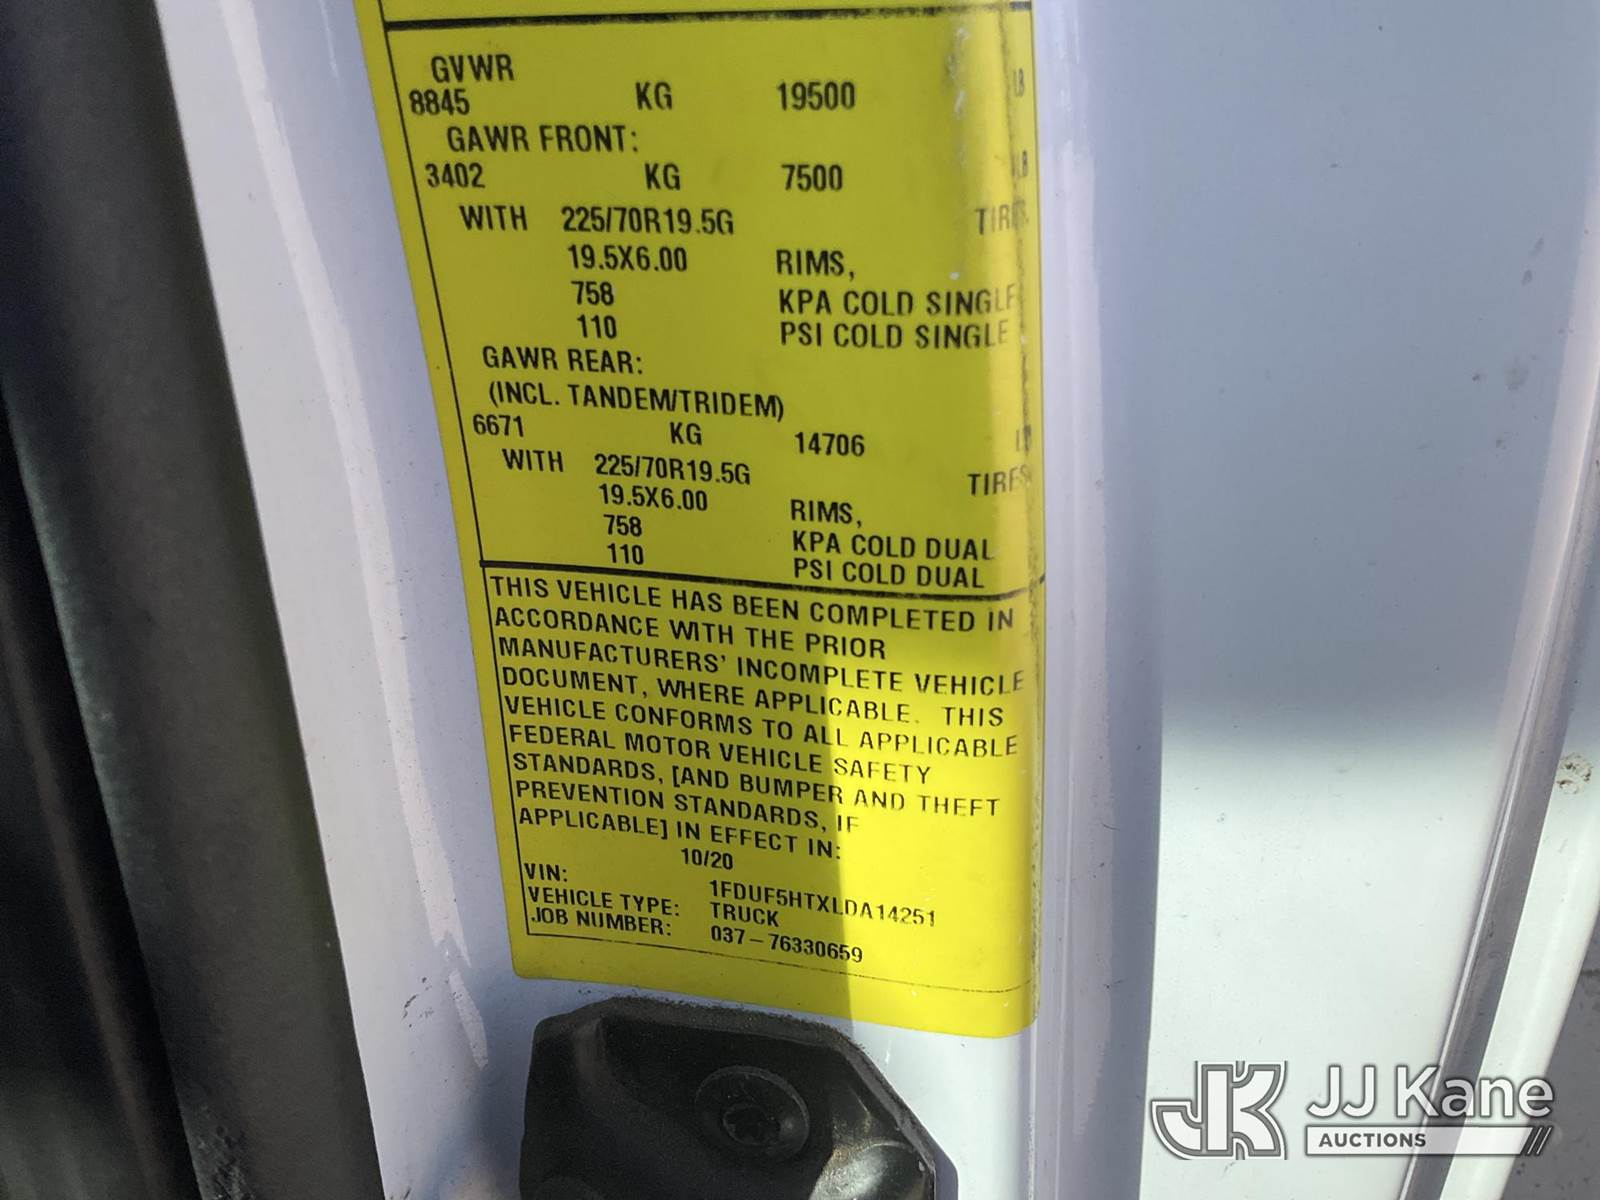 GVWR
8845 KG 19500 LB
GAWR FRONT:
3402 KG 7500 LB
WITH 225/70R19.5G TIRES,
19.5X6.00 RIMS,
758 KPA COLD SINGLE
110 PSI COLD SINGLE
GAWR REAR:
(INCL. TANDEM/TRIDEM)
6671 KG 14706
WITH 225/70R19.5G TIRES
19.5X6.00 RIMS,
758 KPA COLD DUAL
110 PSI COLD DUAL
THIS VEHICLE HAS BEEN COMPLETED IN
ACCORDANCE WITH THE PRIOR
MANUFACTURERS' INCOMPLETE VEHICLE
DOCUMENT, WHERE APPLICABLE. THIS
VEHICLE CONFORMS TO ALL APPLICABLE
FEDERAL MOTOR VEHICLE SAFETY
STANDARDS, [AND BUMPER AND THEFT
PREVENTION STANDARDS, IF
APPLICABLE] IN EFFECT IN:
10/20
VIN: 1FDUF5HTXLDA14251
VEHICLE TYPE: TRUCK
JOB NUMBER: 037-76330659
JK JJ Kane
AUCTIONS